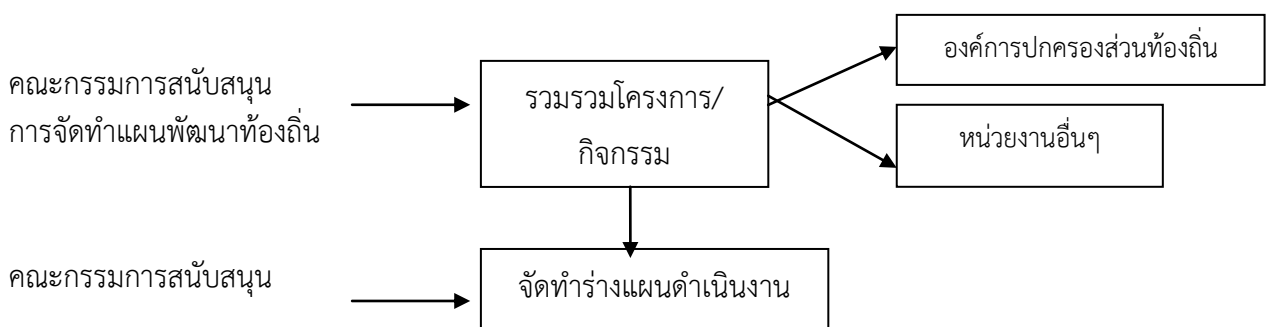 คณะกรรมการสนับสนุน
การจัดทำแผนพัฒนาท้องถิ่น
รวมรวมโครงการ/
กิจกรรม
องค์การปกครองส่วนท้องถิ่น
หน่วยงานอื่นๆ
คณะกรรมการสนับสนุน
จัดทำร่างแผนดำเนินงาน